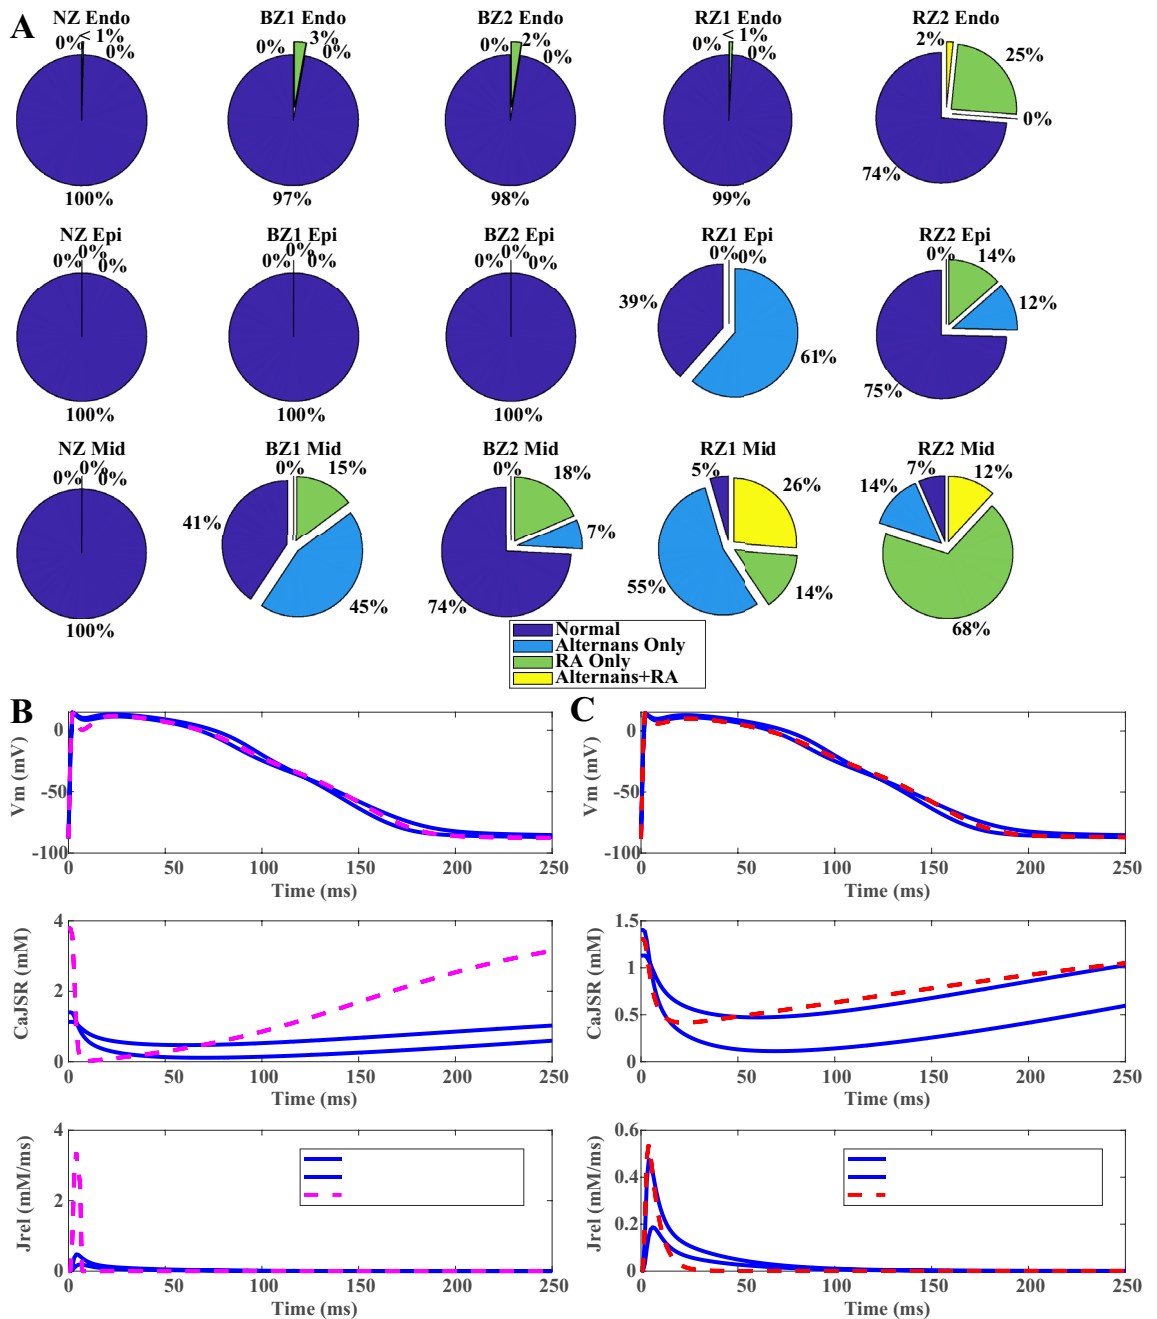 A
NZ Endo
BZ1 Endo
BZ2 Endo
RZ1 Endo
RZ2 Endo
0%
< 1%
0%
100%
0%
3%
0%
97%
0%
2%
0%
98%
0%
< 1%
0%
99%
2%
25%
0%
74%
NZ Epi
BZ1 Epi
BZ2 Epi
RZ1 Epi
RZ2 Epi
0%
0%
0%
100%
0%
0%
0%
100%
0%
0%
0%
100%
0%
0%
39%
61%
0%
14%
12%
75%
NZ Mid
BZ1 Mid
BZ2 Mid
RZ1 Mid
RZ2 Mid
0%
0%
0%
100%
0%
15%
41%
45%
0%
18%
7%
74%
5%
26%
55%
14%
7%
12%
14%
68%
Normal
Alternans Only
RA Only
Alternans+RA
B
Vm (mV)
0
-50
-100
0 50 100 150 200 250
Time (ms)
CaJSR (mM)
4
2
0
0 50 100 150 200 250
Time (ms)
Jrel (mM/ms)
4
2
0
0 50 100 150 200 250
Time (ms)
C
Vm (mV)
0
-50
-100
0 50 100 150 200 250
Time (ms)
CaJSR (mM)
1.5
1
0.5
0
0 50 100 150 200 250
Time (ms)
Jrel (mM/ms)
0.6
0.4
0.2
0
0 50 100 150 200 250
Time (ms)